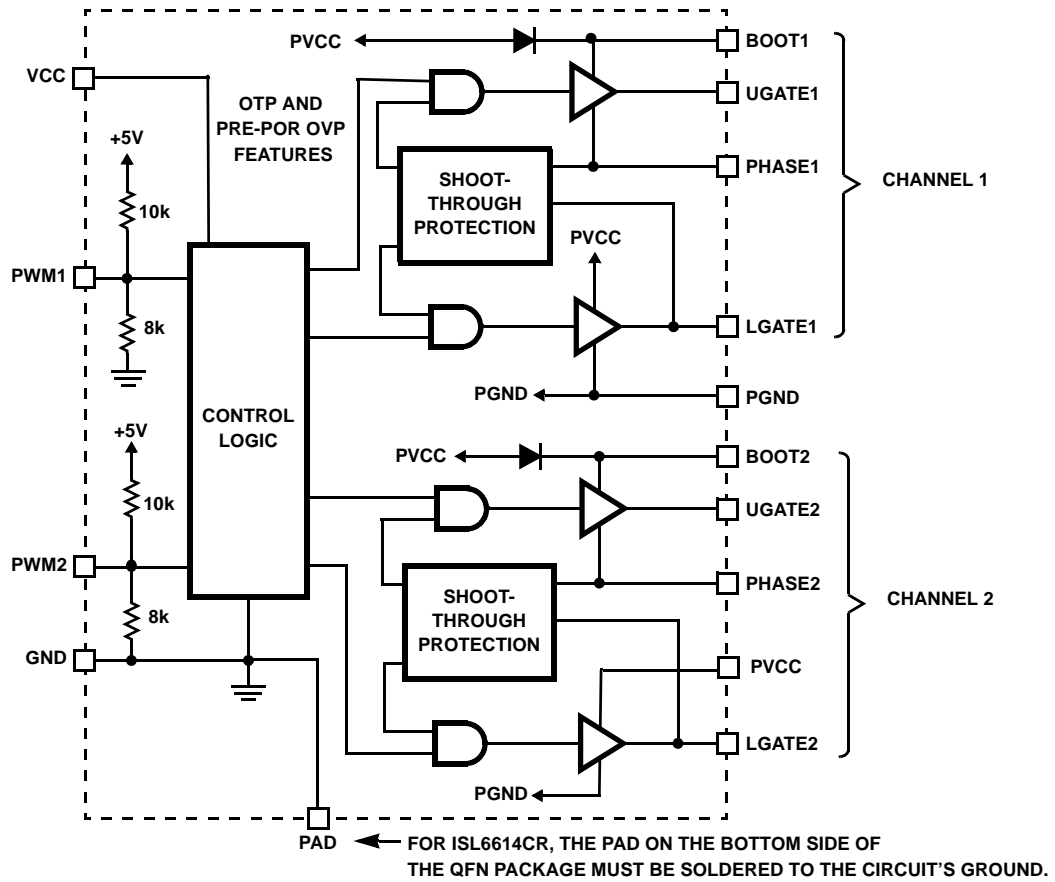 PVCC
BOOT1
VCC
OTP AND
PRE-POR OVP
FEATURES
UGATE1
+5V
10k
SHOOT-
THROUGH
PROTECTION
PHASE1
CHANNEL 1
PVCC
PWM1
8k
LGATE1
PGND
PGND
CONTROL
LOGIC
+5V
PVCC
BOOT2
10k
UGATE2
PWM2
SHOOT-
THROUGH
PROTECTION
PHASE2
CHANNEL 2
8k
GND
PVCC
LGATE2
PGND
PAD
FOR ISL6614CR, THE PAD ON THE BOTTOM SIDE OF
THE QFN PACKAGE MUST BE SOLDERED TO THE CIRCUIT'S GROUND.